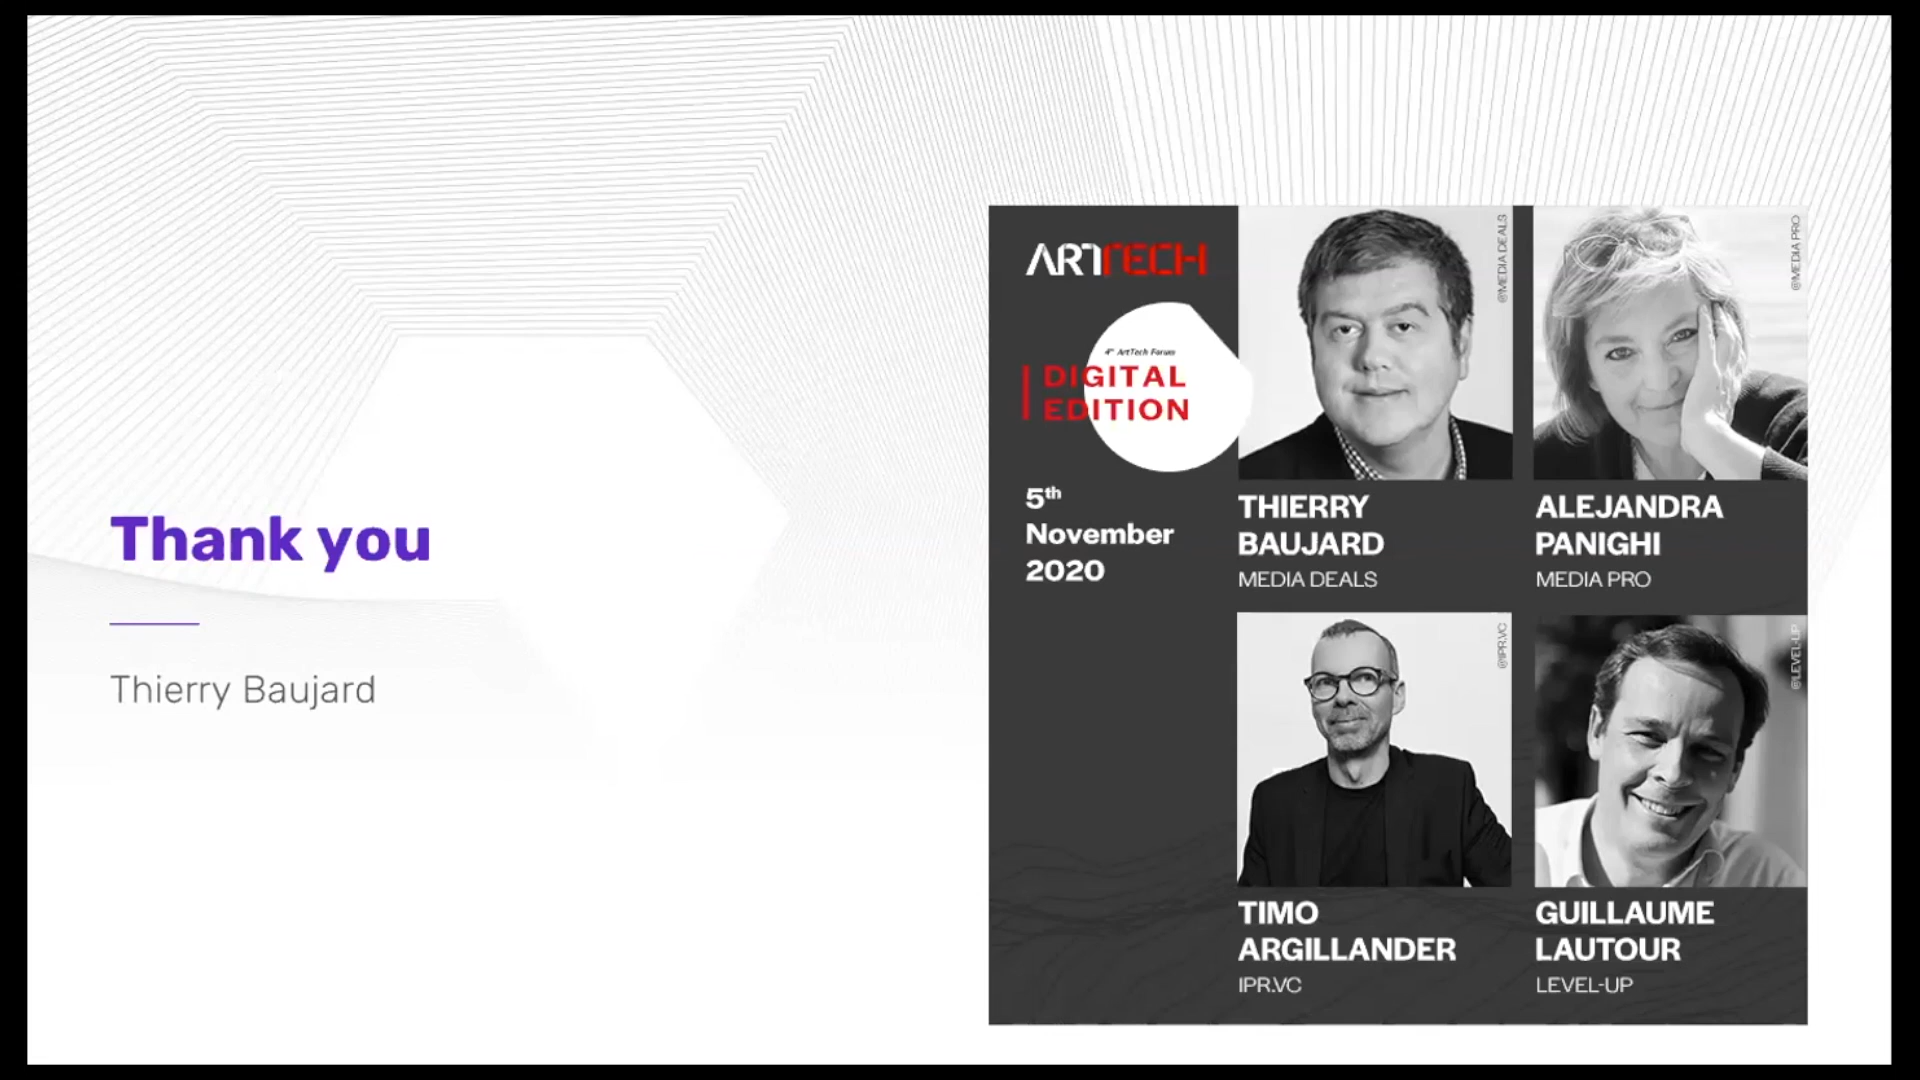 Thank you
Thierry Baujard
ARTTECH
4th ArtTech Forum
DIGITAL
EDITION
5th
November
2020
@MEDIA DEALS
THIERRY
BAUJARD
MEDIA DEALS
@MEDIA PRO
ALEJANDRA
PANIGHI
MEDIA PRO
@IPR.VC
TIMO
ARGILLANDER
IPR.VC
@LEVEL-UP
GUILLAUME
LAUTOUR
LEVEL-UP